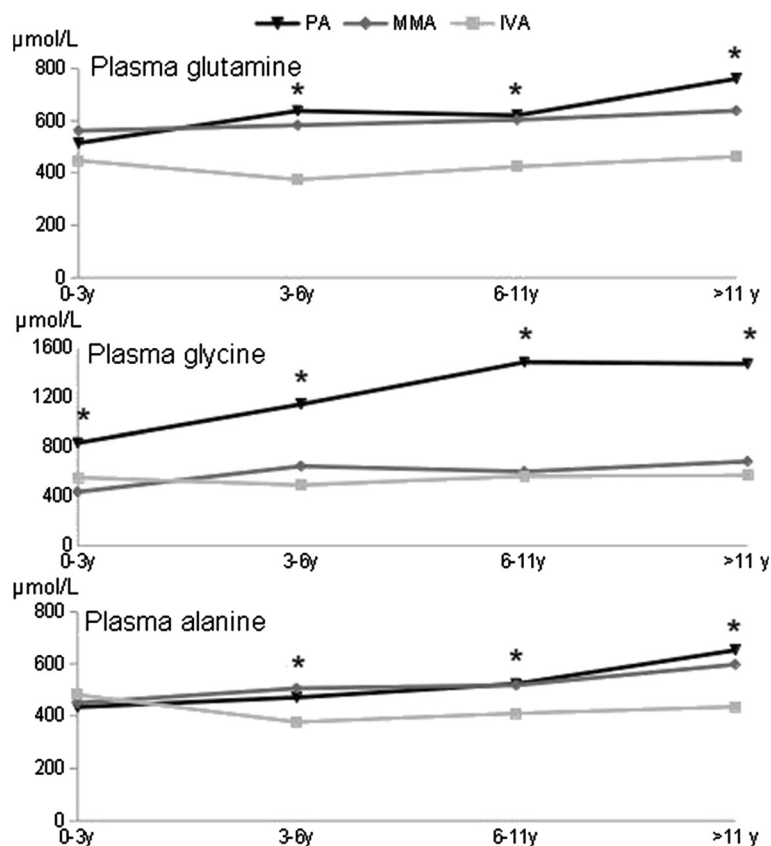 PA MMA IVA
µmol/L
800 Plasma glutamine
* * *
600
400
200
0
0-3y 3-6y 6-11y >11 y
µmol/L
1600 Plasma glycine
* * * *
1200
800
400
0
0-3y 3-6y 6-11y >11 y
µmol/L
800 Plasma alanine
* * *
600
400
200
0
0-3y 3-6y 6-11y >11 y